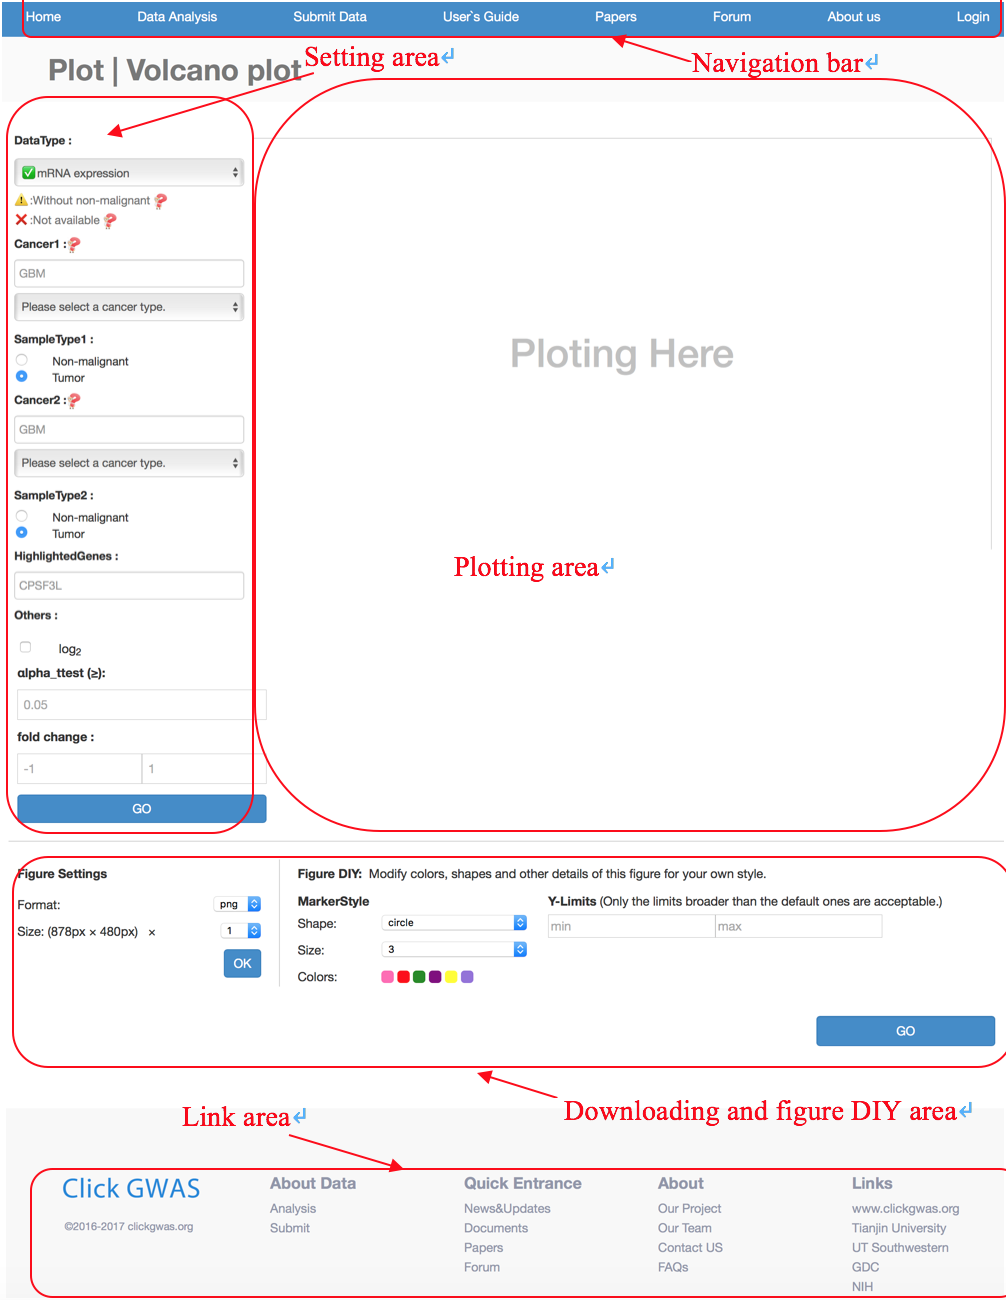 Home Data Analysis Submit Data User`s Guide Papers Forum About us Login
Setting area↵
Navigation bar↵
Plot | Volcano plot
DataType :
mRNA expression
:Without non-malignant
:Not available
Cancer1 :
GBM
Please select a cancer type.
SampleType1 :
Non-malignant
Tumor
Cancer2 :
GBM
Please select a cancer type.
SampleType2 :
Non-malignant
Tumor
HighlightedGenes :
CPSF3L
Others :
log2
alpha_ttest (≥):
0.05
fold change :
-1 1
GO
Ploting Here
Plotting area↵
Figure Settings
Format: png
Size: (878px × 480px) × 1
OK
Figure DIY: Modify colors, shapes and other details of this figure for your own style.
MarkerStyle
Shape: circle
Size: 3
Colors:
Y-Limits (Only the limits broader than the default ones are acceptable.)
min max
GO
Downloading and figure DIY area↵
Link area↵
Click GWAS
©2016-2017 clickgwas.org
About Data
Analysis
Submit
Quick Entrance
News&Updates
Documents
Papers
Forum
About
Our Project
Our Team
Contact US
FAQs
Links
www.clickgwas.org
Tianjin University
UT Southwestern
GDC
NIH